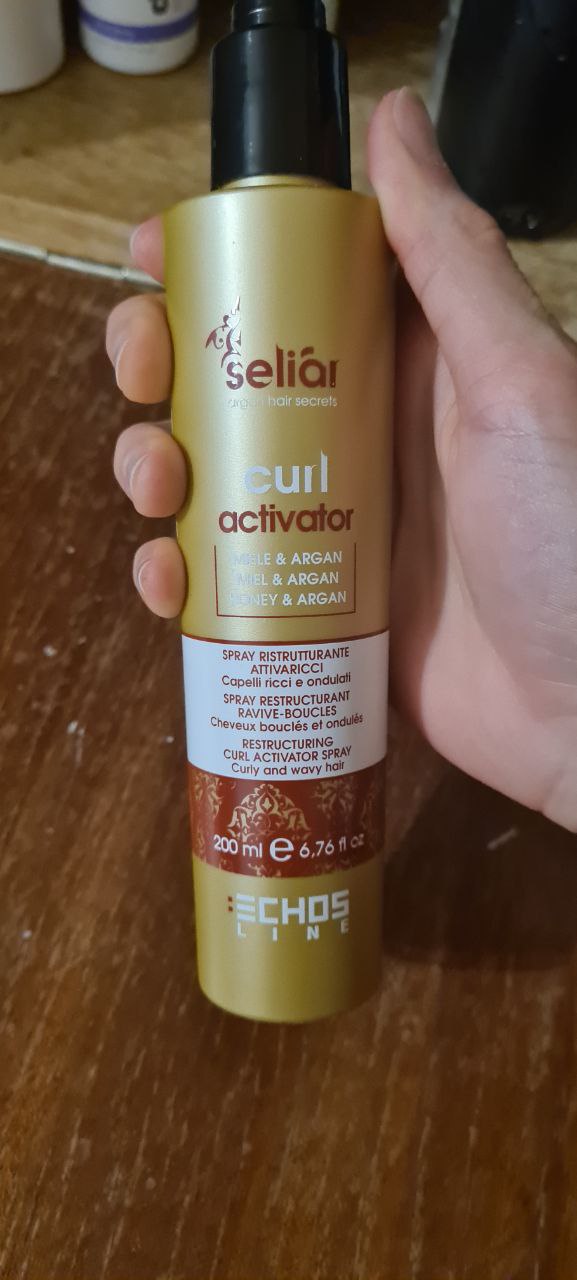 seliár
argan hair secrets
curl
activator
MIELE & ARGAN
MIEL & ARGAN
HONEY & ARGAN
SPRAY RISTRUTTURANTE
ATTIVARICCI
Capelli ricci e ondulati
SPRAY RESTRUCTURANT
RAVIVE-BOUCLES
Cheveux bouclés et ondulés
RESTRUCTURING
CURL ACTIVATOR SPRAY
Curly and wavy hair
200 ml e 6,76 fl oz
:ECHOS
LINE